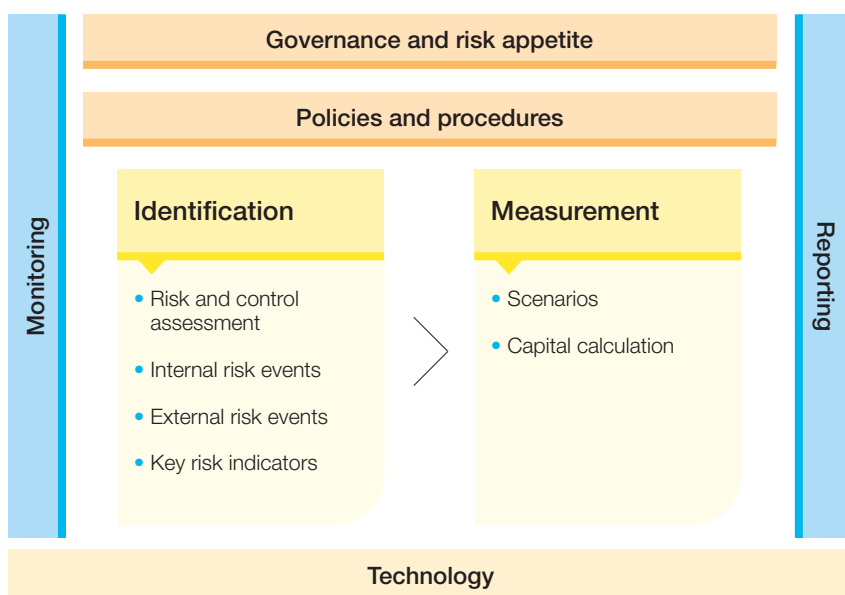 Governance and risk appetite
Policies and procedures
Monitoring
Identification
• Risk and control
assessment
• Internal risk events
• External risk events
• Key risk indicators
Measurement
• Scenarios
• Capital calculation
Reporting
Technology